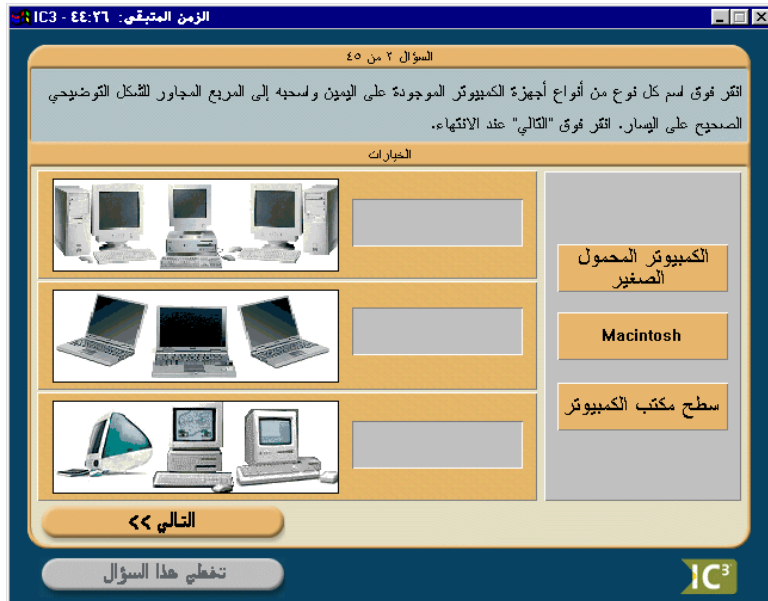 الزمن المتبقي: ٤٤:٢٦ - IC3
السؤال ٢ من ٤٥
انقر فوق اسم كل نوع من أنواع أجهزة الكمبيوتر الموجودة على اليمين واسحبه إلى المربع المجاور للشكل التوضيحي
الصحيح على اليسار. انقر فوق "التالي" عند الانتهاء.
الخيارات
الكمبيوتر المحمول
الصغير
Macintosh
سطح مكتب الكمبيوتر
التالي >>
تخطي هذا السؤال
IC³